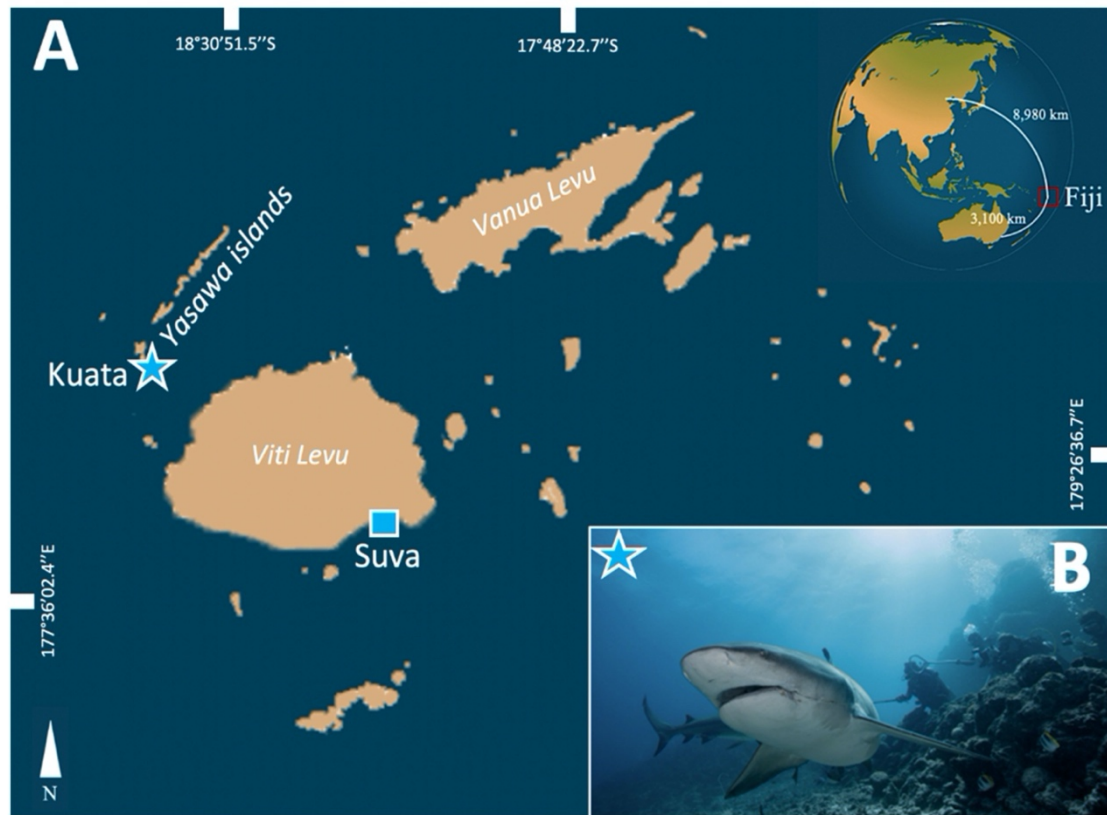 A
18°30’51.5’’S
17°48’22.7’’S
8,980 km
Fiji
3,100 km
Vanua Levu
Yasawa islands
Kuata
Viti Levu
179°26’36.7’’E
Suva
177°36’02.4’’E
B
N